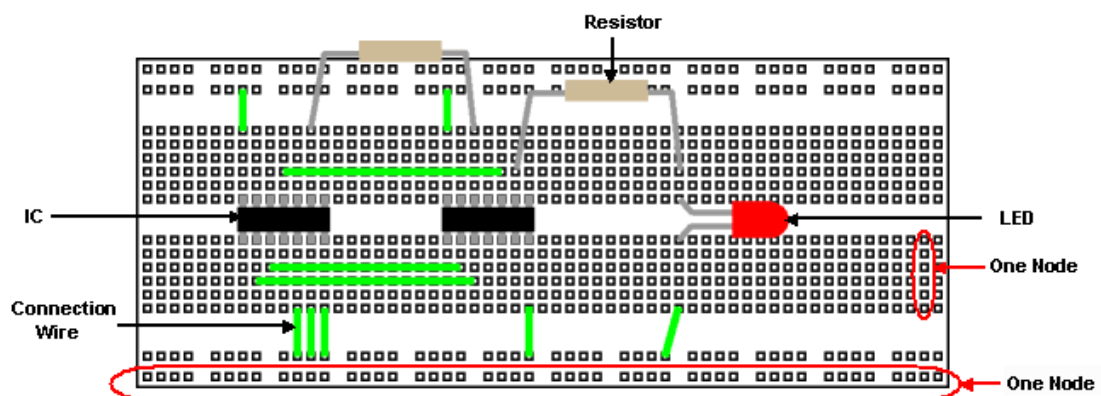 Resistor
IC
LED
One Node
Connection
Wire
One Node